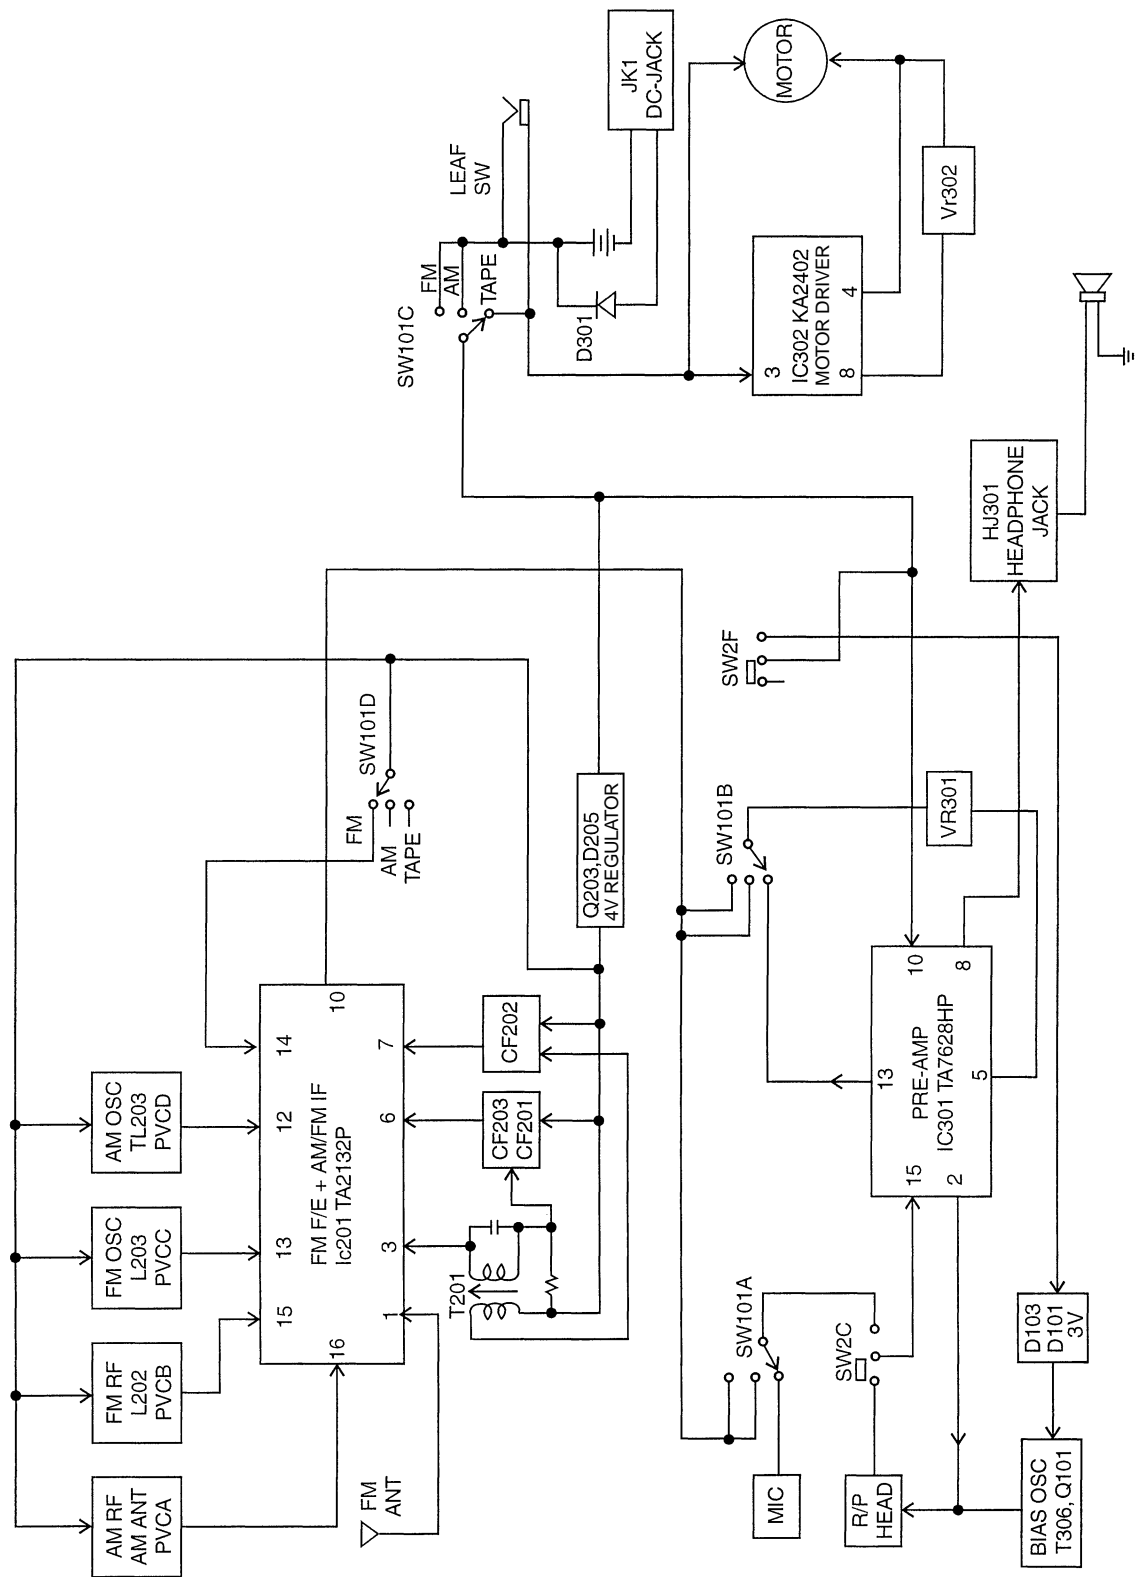 AM RF
AM ANT
PVCA
FM RF
L202
PVCB
FM OSC
L203
PVCC
AM OSC
TL203
PVCD
FM
ANT
16
15
13
12
14
FM F/E + AM/FM IF
Ic201 TA2132P
10
1
3
6
7
T201
CF203
CF201
CF202
FM
AM
TAPE
SW101D
Q203,D205
4V REGULATOR
SW101C
FM
AM
TAPE
LEAF
SW
D301
JK1
DC-JACK
MOTOR
3
IC302 KA2402
MOTOR DRIVER
8
4
Vr302
MIC
SW101A
SW101B
SW2F
R/P
HEAD
SW2C
15
2
13
PRE-AMP
IC301 TA7628HP
5
10
8
VR301
HJ301
HEADPHONE
JACK
BIAS OSC
T306,Q101
D103
D101
3V